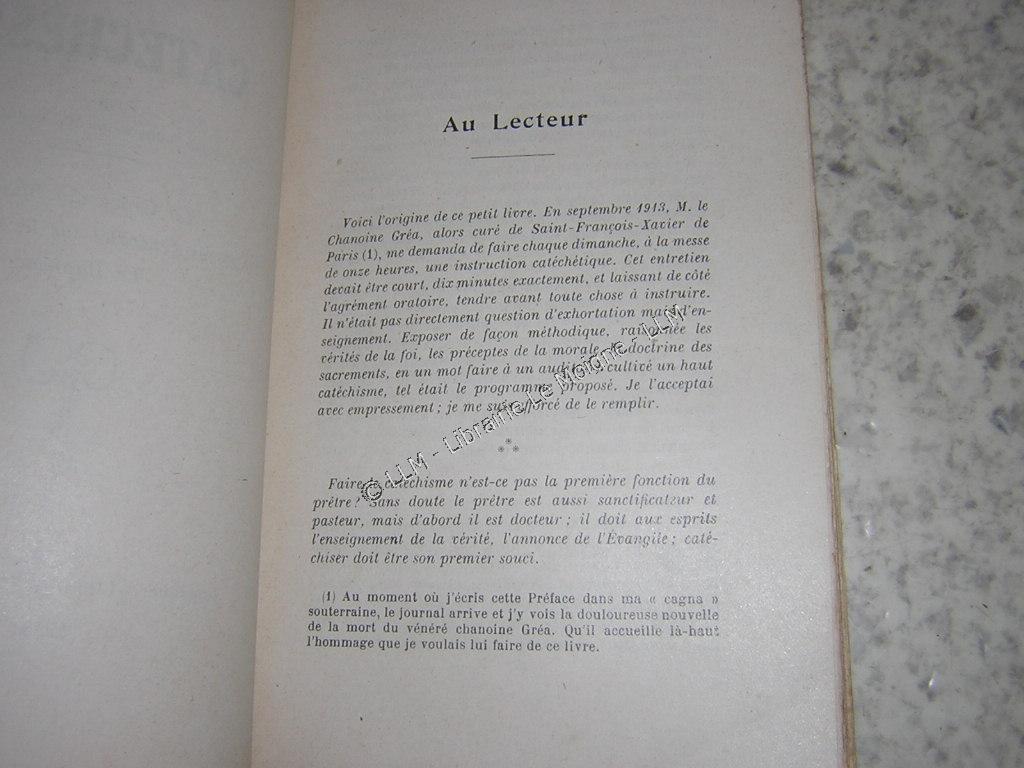 Au Lecteur
Voici l'origine de ce petit livre. En septembre 1913, M. le
Chanoine Gréa, alors curé de Saint-François-Xavier de
Paris (1), me demanda de faire chaque dimanche, à la messe
de onze heures, une instruction catéchétique. Cet entretien
devait être court, dix minutes exactement, et laissant de côté
l'agrément oratoire, tendre avant toute chose à instruire.
Il n'était pas directement question d'exhortation mais d'en-
seignement. Exposer de façon méthodique, raisonnée les
vérités de la foi, les préceptes de la morale, la doctrine des
sacrements, en un mot faire à un auditoire cultivé un haut
catéchisme, tel était le programme proposé. Je l'acceptai
avec empressement ; je me suis efforcé de le remplir.
Faire le catéchisme n'est-ce pas la première fonction du
prêtre ? Sans doute le prêtre est aussi sanctificateur et
pasteur, mais d'abord il est docteur ; il doit aux esprits
l'enseignement de la vérité, l'annonce de l'Évangile ; caté-
chiser doit être son premier souci.
(1) Au moment où j'écris cette Préface dans ma « cagna »
souterraine, le journal arrive et j'y vois la douloureuse nouvelle
de la mort du vénéré chanoine Gréa. Qu'il accueille là-haut
l'hommage que je voulais lui faire de ce livre.
© LLM - Librairie Le Moigne - LLM